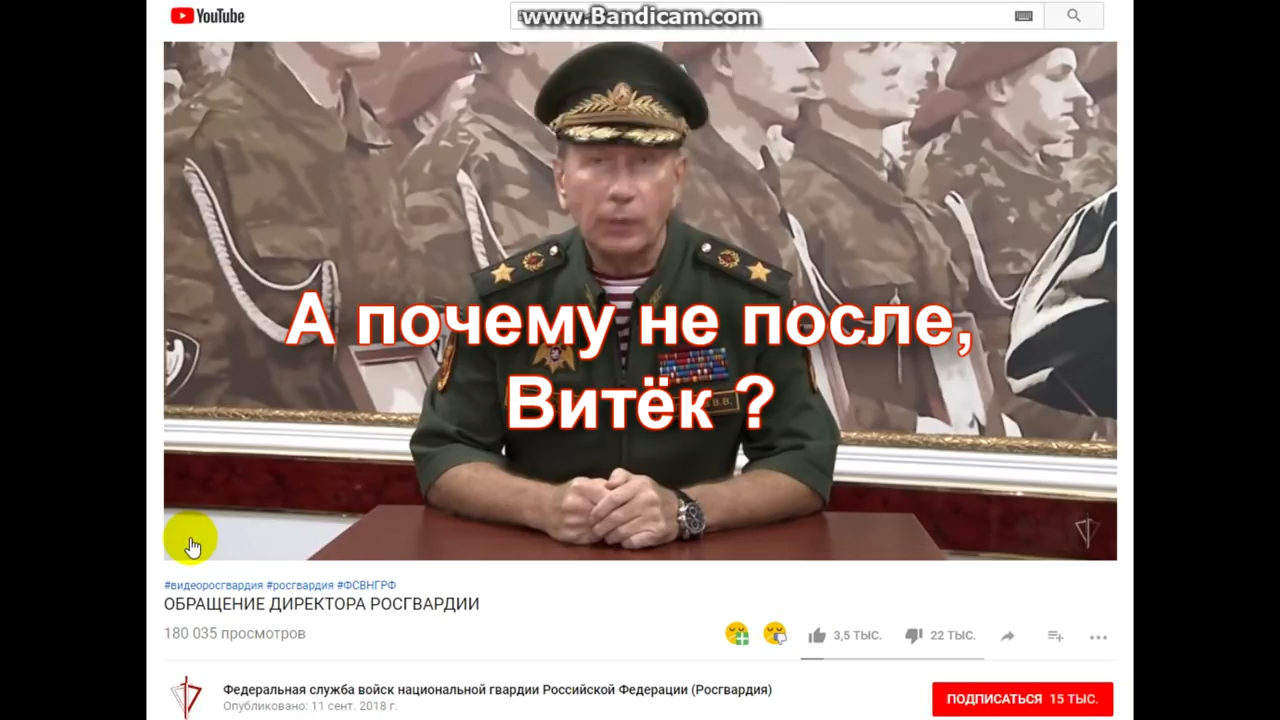 YouTube
www.Bandicam.com
А почему не после,
Витёк ?
В.В.
#видеоросгвардия #росгвардия #ФСВНГРФ
ОБРАЩЕНИЕ ДИРЕКТОРА РОСГВАРДИИ
180 035 просмотров
3,5 ТЫС.
22 ТЫС.
Федеральная служба войск национальной гвардии Российской Федерации (Росгвардия)
Опубликовано: 11 сент. 2018 г.
ПОДПИСАТЬСЯ 15 ТЫС.